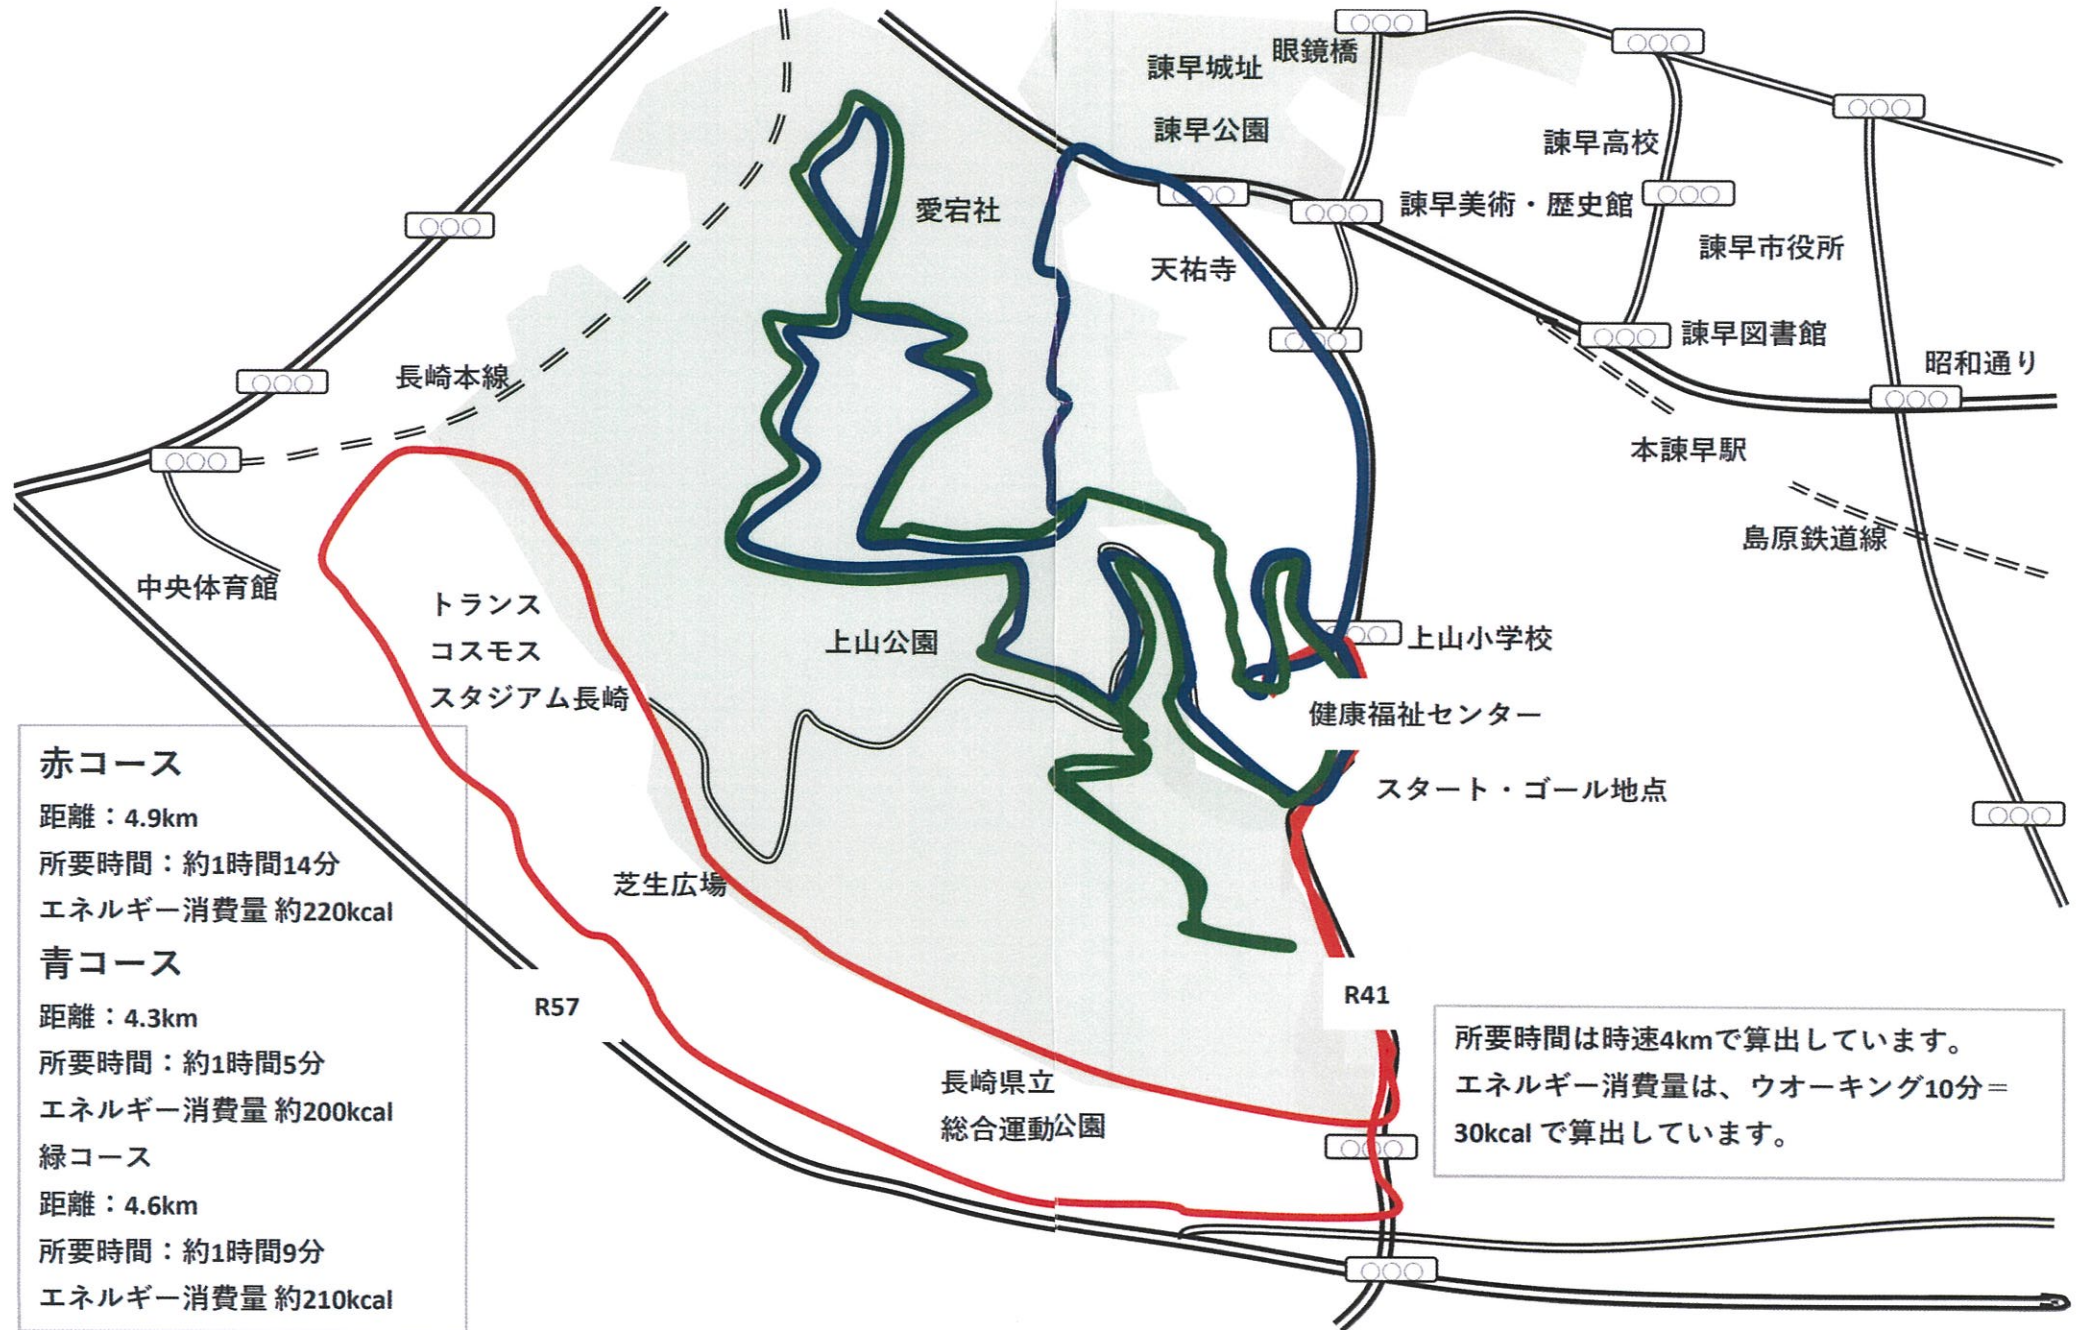 眼鏡橋
諫早城址
諫早公園
諫早高校
愛宕社
諫早美術・歴史館
諫早市役所
天祐寺
諫早図書館
昭和通り
長崎本線
本諫早駅
島原鉄道線
中央体育館
トランス
コスモス
スタジアム長崎
上山公園
上山小学校
健康福祉センター
スタート・ゴール地点
芝生広場
R57
R41
長崎県立
総合運動公園
赤コース
距離：4.9km
所要時間：約1時間14分
エネルギー消費量 約220kcal
青コース
距離：4.3km
所要時間：約1時間5分
エネルギー消費量 約200kcal
緑コース
距離：4.6km
所要時間：約1時間9分
エネルギー消費量 約210kcal
所要時間は時速4kmで算出しています。
エネルギー消費量は、ウオーキング10分＝
30kcal で算出しています。